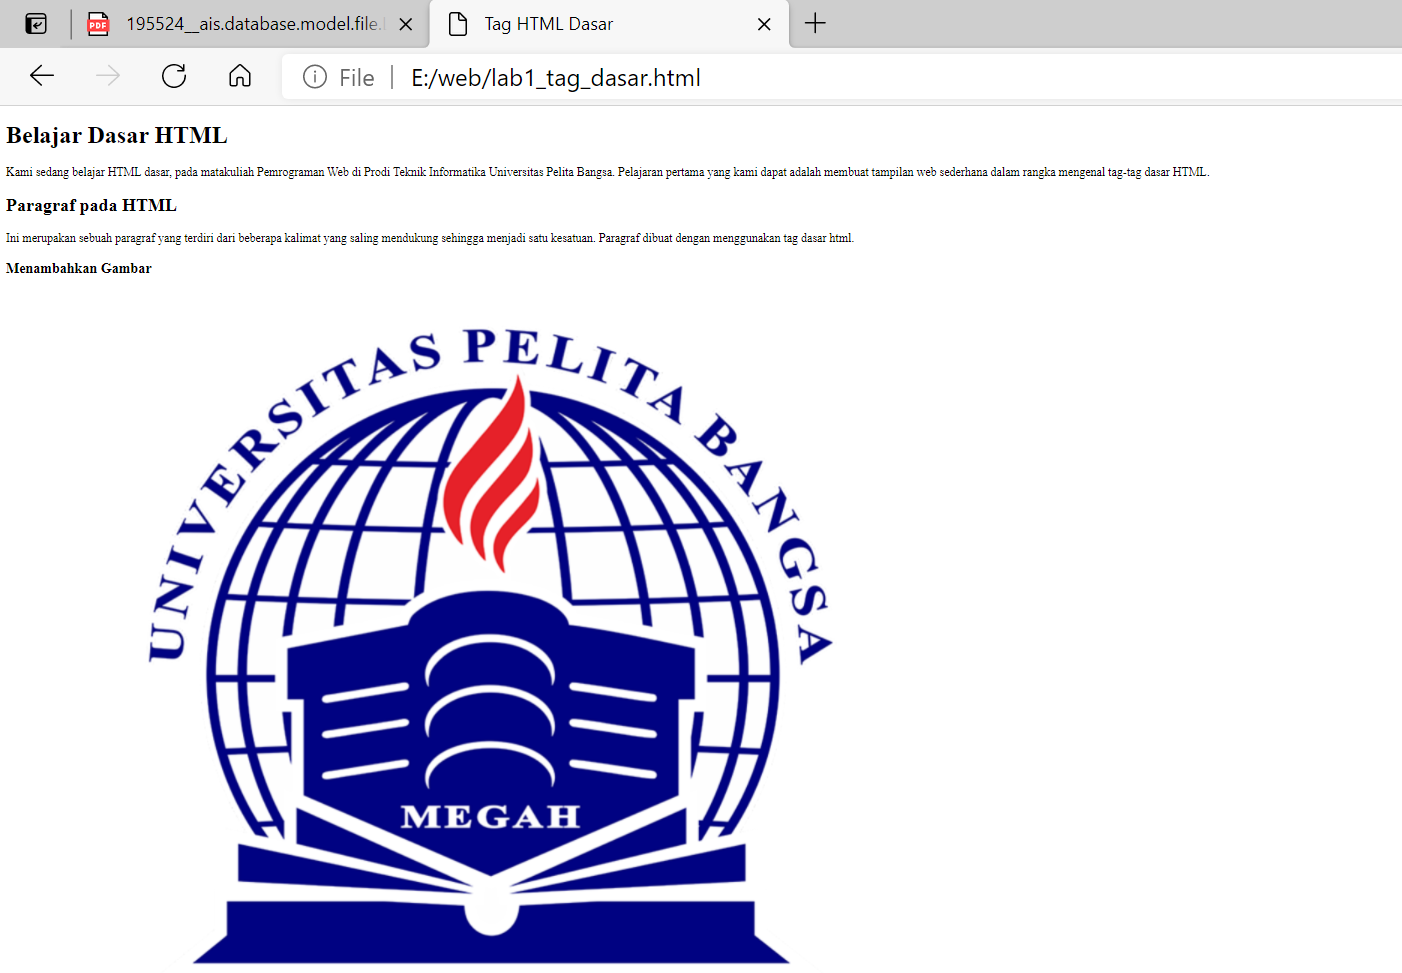 195524__ais.database.model.file.
Tag HTML Dasar
File
E:/web/lab1_tag_dasar.html
Belajar Dasar HTML
Kami sedang belajar HTML dasar, pada matakuliah Pemrograman Web di Prodi Teknik Informatika Universitas Pelita Bangsa. Pelajaran pertama yang kami dapat adalah membuat tampilan web sederhana dalam rangka mengenal tag-tag dasar HTML.
Paragraf pada HTML
Ini merupakan sebuah paragraf yang terdiri dari beberapa kalimat yang saling mendukung sehingga menjadi satu kesatuan. Paragraf dibuat dengan menggunakan tag dasar html.
Menambahkan Gambar
UNIVERSITAS PELITA BANGSA
MEGAH